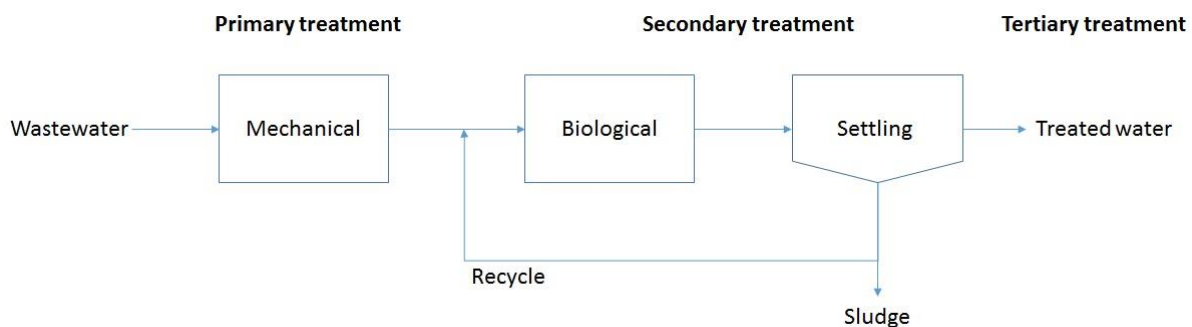 Primary treatment
Secondary treatment
Tertiary treatment
Wastewater
Mechanical
Biological
Settling
Treated water
Recycle
Sludge